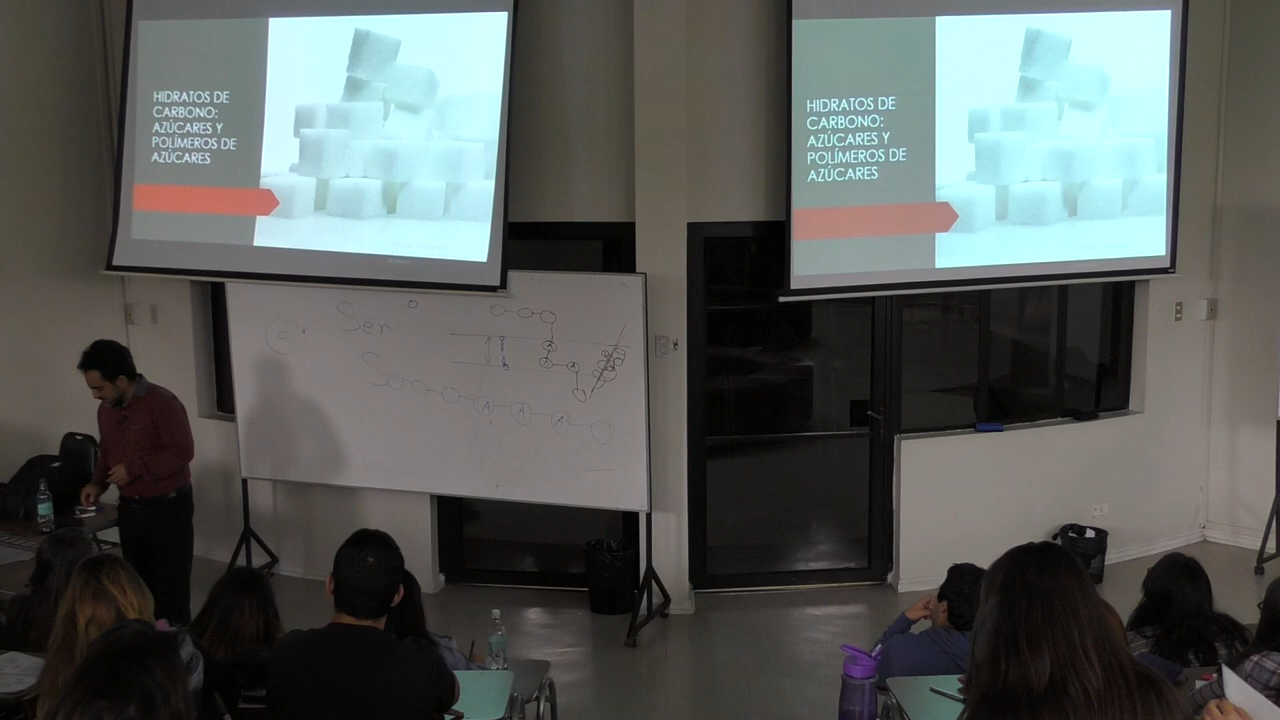 HIDRATOS DE
CARBONO:
AZÚCARES Y
POLÍMEROS DE
AZÚCARES
HIDRATOS DE
CARBONO:
AZÚCARES Y
POLÍMEROS DE
AZÚCARES
Ser
S
A
A
A
A
A